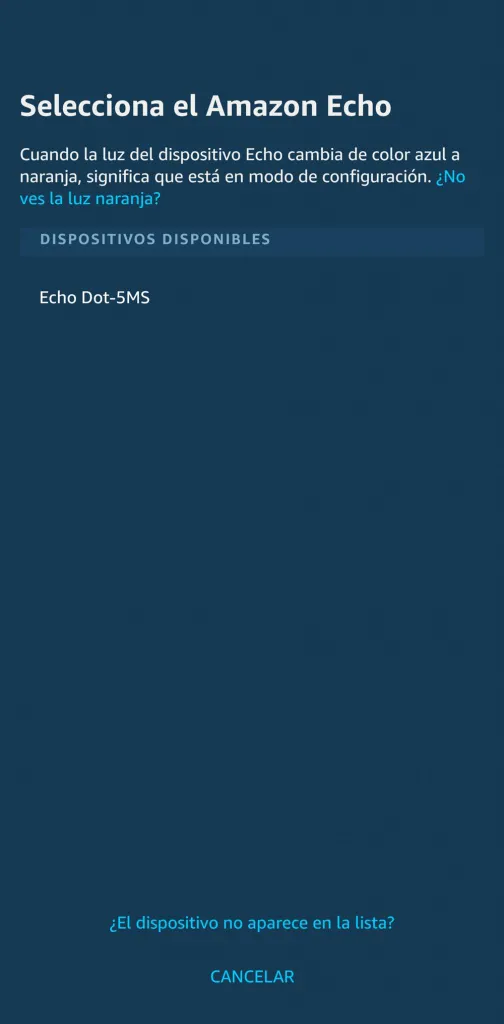 Selecciona el Amazon Echo
Cuando la luz del dispositivo Echo cambia de color azul a
naranja, significa que está en modo de configuración. ¿No
ves la luz naranja?
DISPOSITIVOS DISPONIBLES
Echo Dot-5MS
¿El dispositivo no aparece en la lista?
CANCELAR